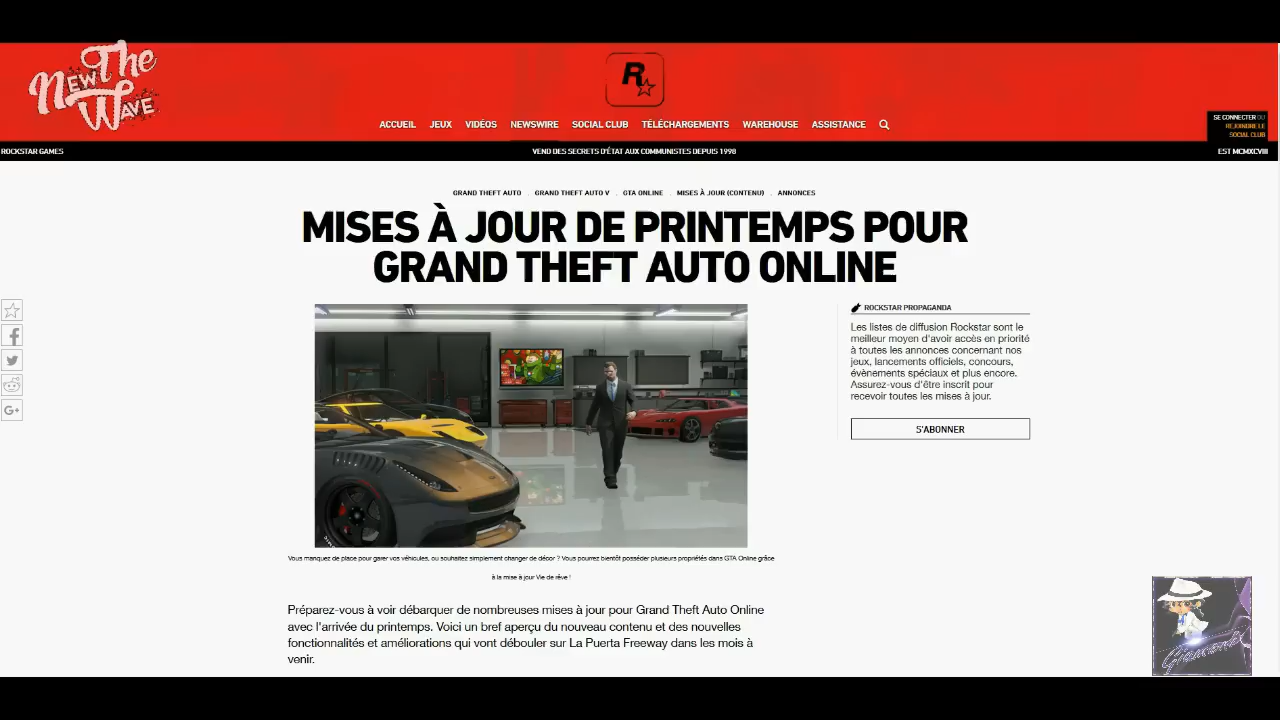 The
New
Wave
R
ACCUEIL JEUX VIDÉOS NEWSWIRE SOCIAL CLUB TÉLÉCHARGEMENTS WAREHOUSE ASSISTANCE
SE CONNECTER OU
REJOINDRE LE
SOCIAL CLUB
ROCKSTAR GAMES VEND DES SECRETS D'ÉTAT AUX COMMUNISTES DEPUIS 1998 EST MCMXCVIII
GRAND THEFT AUTO . GRAND THEFT AUTO V . GTA ONLINE . MISES À JOUR (CONTENU) . ANNONCES
MISES À JOUR DE PRINTEMPS POUR
GRAND THEFT AUTO ONLINE
ROCKSTAR PROPAGANDA
Les listes de diffusion Rockstar sont le
meilleur moyen d'avoir accès en priorité
à toutes les annonces concernant nos
jeux, lancements officiels, concours,
évènements spéciaux et plus encore.
Assurez-vous d'être inscrit pour
recevoir toutes les mises à jour.
S'ABONNER
G+
Vous manquez de place pour garer vos véhicules, ou souhaitez simplement changer de décor ? Vous pourrez bientôt posséder plusieurs propriétés dans GTA Online grâce
à la mise à jour Vie de rêve !
Préparez-vous à voir débarquer de nombreuses mises à jour pour Grand Theft Auto Online
avec l'arrivée du printemps. Voici un bref aperçu du nouveau contenu et des nouvelles
fonctionnalités et améliorations qui vont débouler sur La Puerta Freeway dans les mois à
venir.